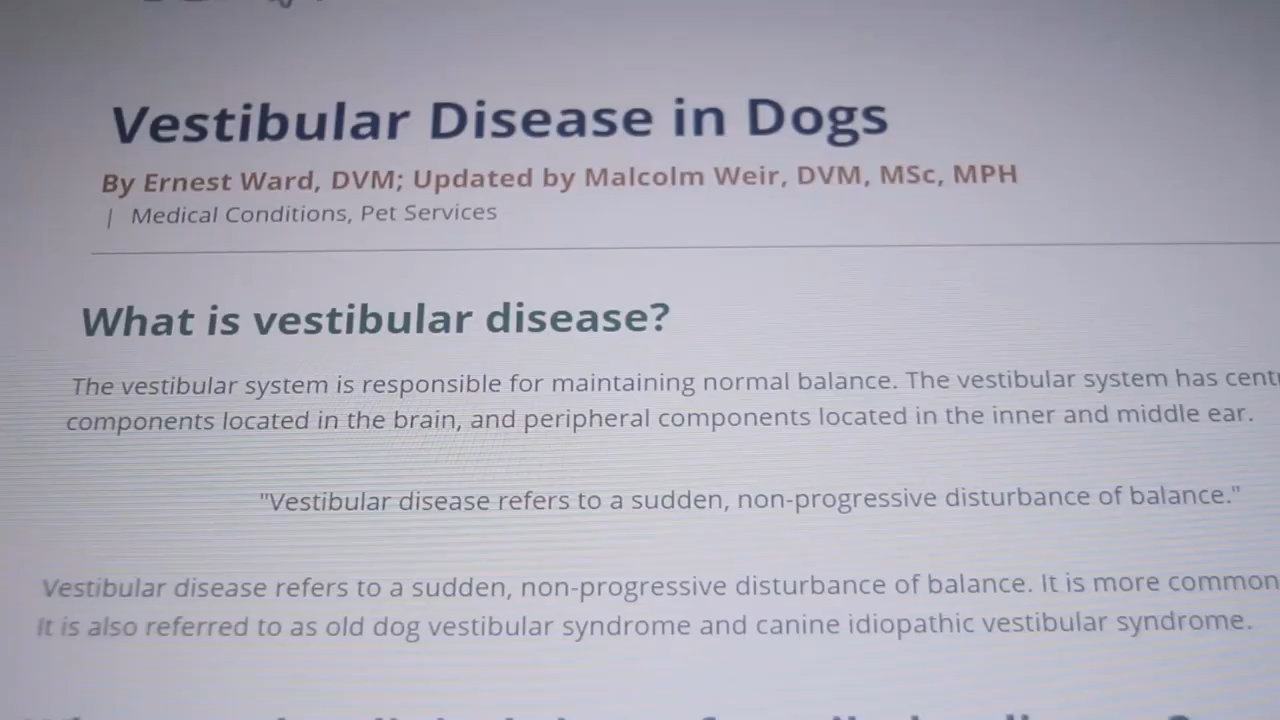 Vestibular Disease in Dogs
By Ernest Ward, DVM; Updated by Malcolm Weir, DVM, MSc, MPH
| Medical Conditions, Pet Services
What is vestibular disease?
The vestibular system is responsible for maintaining normal balance. The vestibular system has
components located in the brain, and peripheral components located in the inner and middle ear.
"Vestibular disease refers to a sudden, non-progressive disturbance of balance."
Vestibular disease refers to a sudden, non-progressive disturbance of balance. It is more common
It is also referred to as old dog vestibular syndrome and canine idiopathic vestibular syndrome.